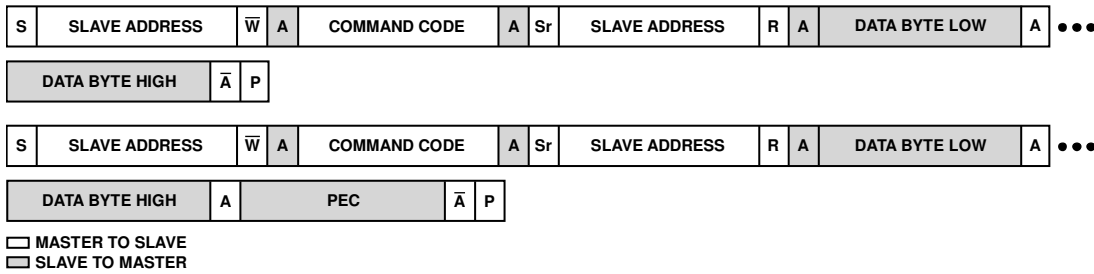 S SLAVE ADDRESS W̅ A COMMAND CODE A Sr SLAVE ADDRESS R A DATA BYTE LOW A •••
DATA BYTE HIGH A̅ P
S SLAVE ADDRESS W̅ A COMMAND CODE A Sr SLAVE ADDRESS R A DATA BYTE LOW A •••
DATA BYTE HIGH A PEC A̅ P
MASTER TO SLAVE
SLAVE TO MASTER